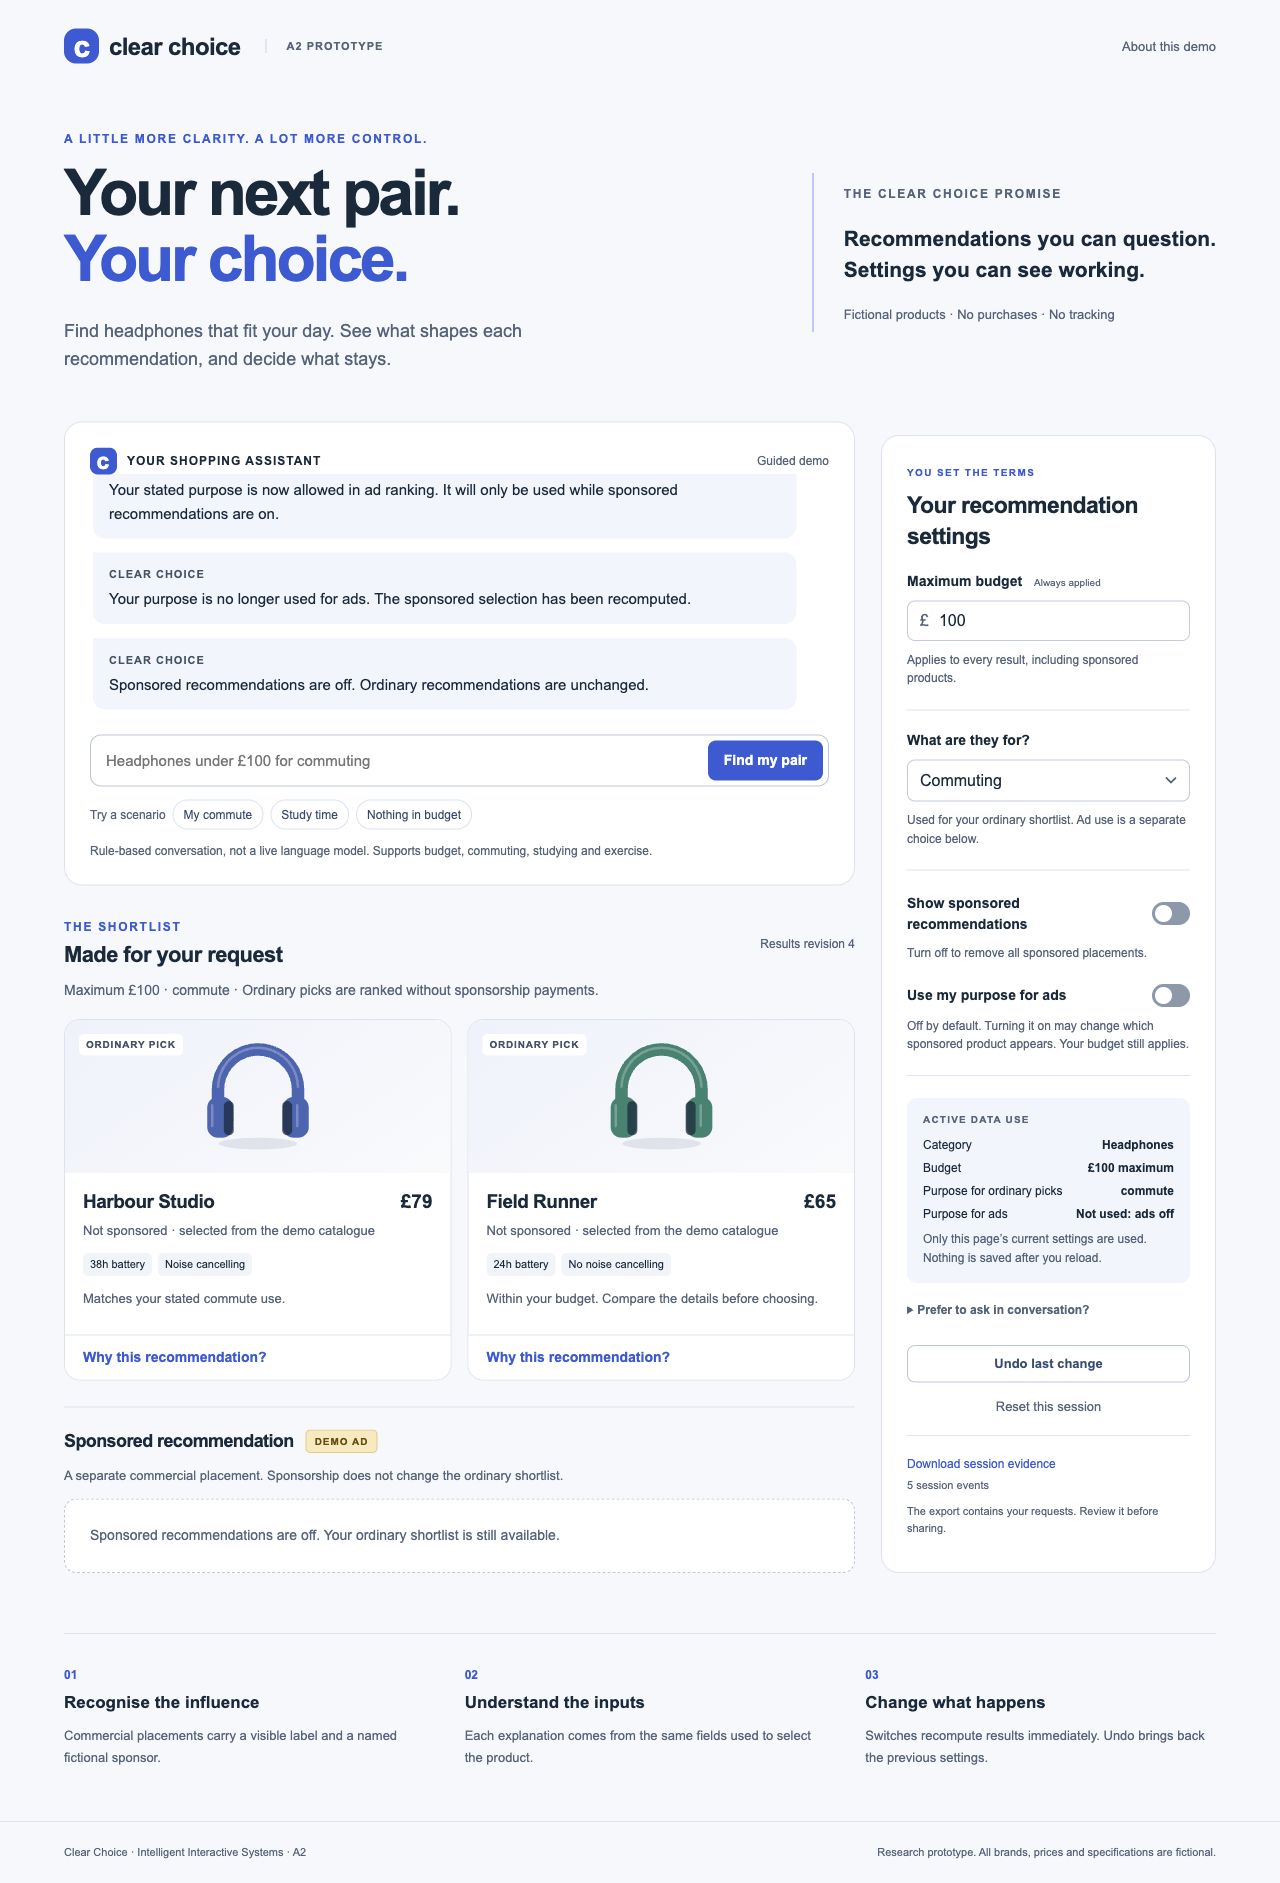 c clear choice
A2 PROTOTYPE
About this demo
A LITTLE MORE CLARITY. A LOT MORE CONTROL.
Your next pair.
Your choice.
Find headphones that fit your day. See what shapes each
recommendation, and decide what stays.
THE CLEAR CHOICE PROMISE
Recommendations you can question.
Settings you can see working.
Fictional products · No purchases · No tracking
c YOUR SHOPPING ASSISTANT
Guided demo
Your stated purpose is now allowed in ad ranking. It will only be used while sponsored
recommendations are on.
CLEAR CHOICE
Your purpose is no longer used for ads. The sponsored selection has been recomputed.
CLEAR CHOICE
Sponsored recommendations are off. Ordinary recommendations are unchanged.
Headphones under £100 for commuting
Find my pair
Try a scenario
My commute
Study time
Nothing in budget
Rule-based conversation, not a live language model. Supports budget, commuting, studying and exercise.
THE SHORTLIST
Made for your request
Results revision 4
Maximum £100 · commute · Ordinary picks are ranked without sponsorship payments.
ORDINARY PICK
Harbour Studio
£79
Not sponsored · selected from the demo catalogue
38h battery
Noise cancelling
Matches your stated commute use.
Why this recommendation?
ORDINARY PICK
Field Runner
£65
Not sponsored · selected from the demo catalogue
24h battery
No noise cancelling
Within your budget. Compare the details before choosing.
Why this recommendation?
Sponsored recommendation
DEMO AD
A separate commercial placement. Sponsorship does not change the ordinary shortlist.
Sponsored recommendations are off. Your ordinary shortlist is still available.
YOU SET THE TERMS
Your recommendation
settings
Maximum budget
Always applied
£ 100
Applies to every result, including sponsored
products.
What are they for?
Commuting
Used for your ordinary shortlist. Ad use is a separate
choice below.
Show sponsored
recommendations
Turn off to remove all sponsored placements.
Use my purpose for ads
Off by default. Turning it on may change which
sponsored product appears. Your budget still applies.
ACTIVE DATA USE
Category
Headphones
Budget
£100 maximum
Purpose for ordinary picks
commute
Purpose for ads
Not used: ads off
Only this page's current settings are used.
Nothing is saved after you reload.
Prefer to ask in conversation?
Undo last change
Reset this session
Download session evidence
5 session events
The export contains your requests. Review it before
sharing.
01
Recognise the influence
Commercial placements carry a visible label and a named
fictional sponsor.
02
Understand the inputs
Each explanation comes from the same fields used to select
the product.
03
Change what happens
Switches recompute results immediately. Undo brings back
the previous settings.
Clear Choice · Intelligent Interactive Systems · A2
Research prototype. All brands, prices and specifications are fictional.